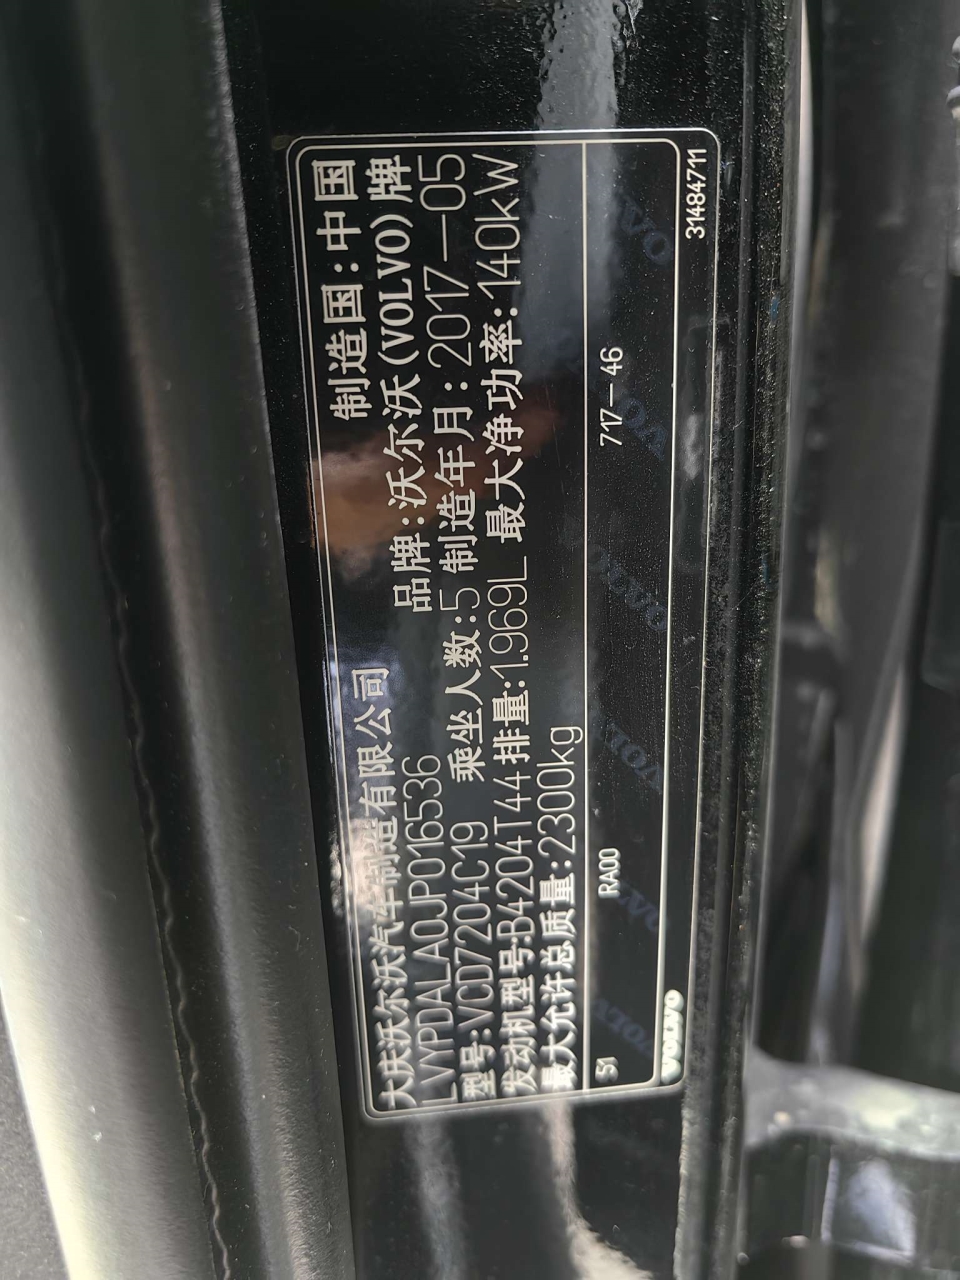 大庆沃尔沃汽车制造有限公司 制造国:中国
LVYPDALA0JP016536 品牌:沃尔沃(VOLVO)牌
型号:VCD7204C19 乘坐人数:5 制造年月:2017—05
发动机型号:B4204T44 排量:1.969L 最大净功率:140kW
最大允许总质量:2300kg
51 RA00 717—46
VOLVO 31484711